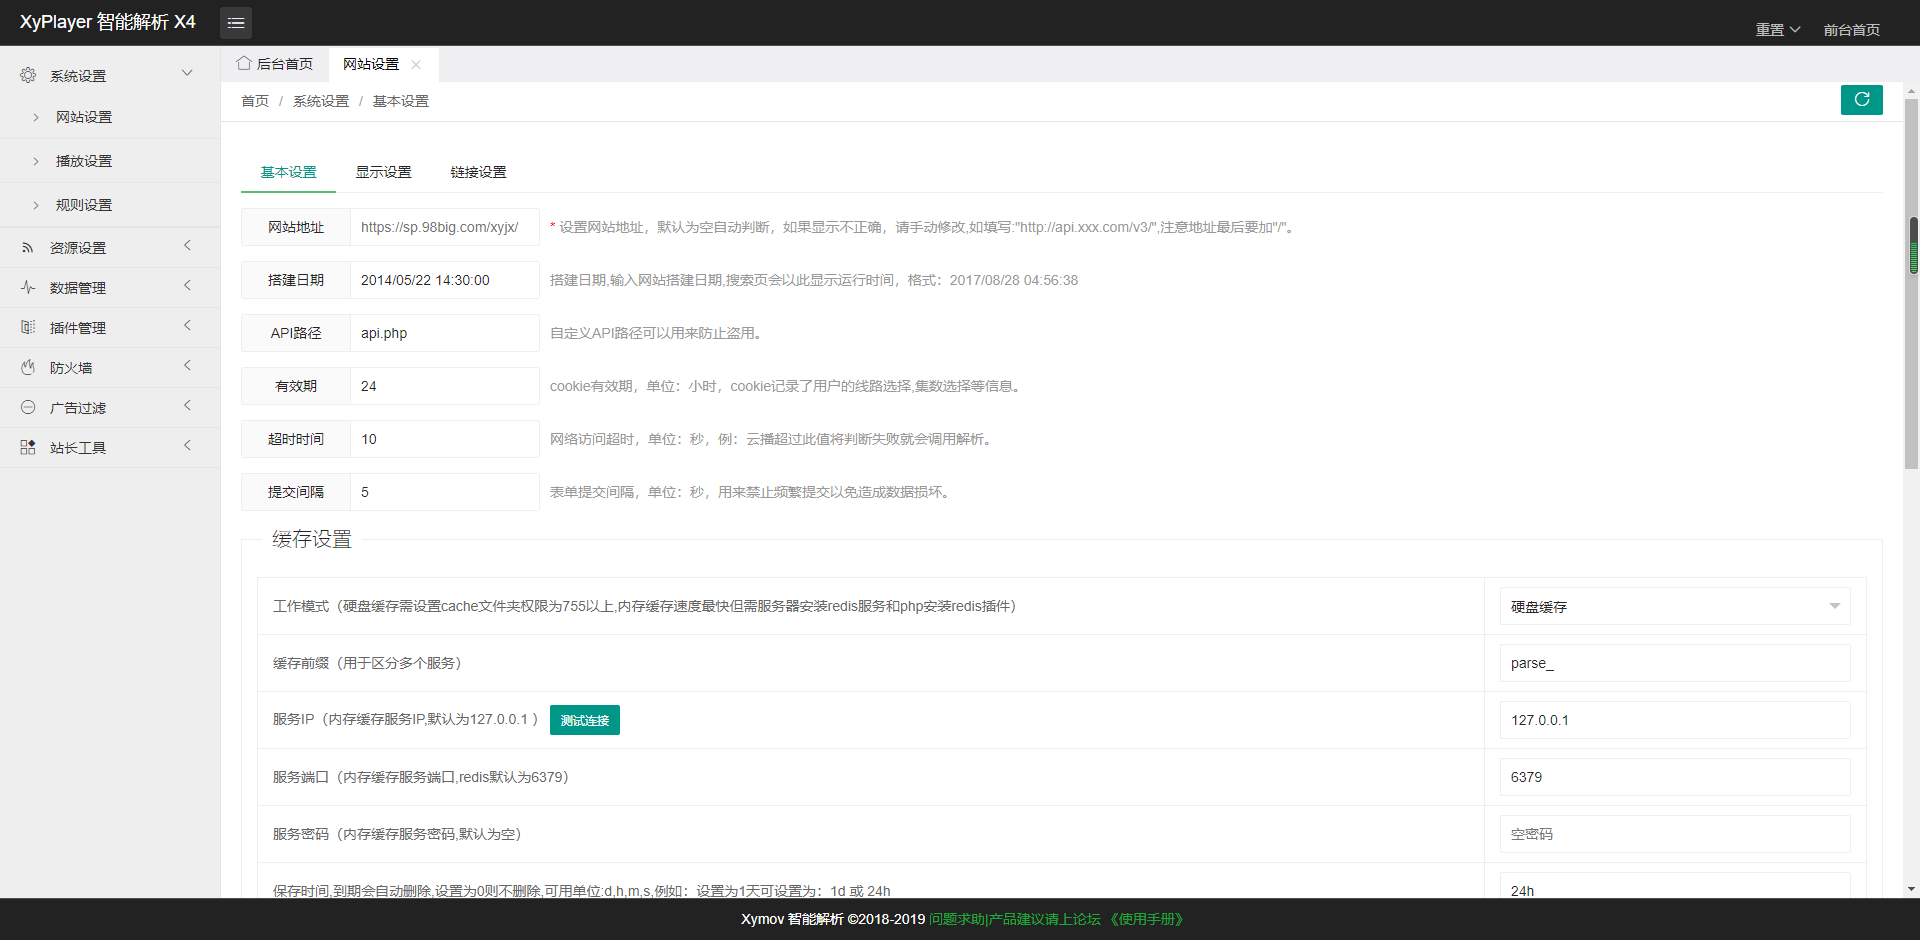 XyPlayer 智能解析 X4
重置
前台首页
系统设置
网站设置
播放设置
规则设置
资源设置
数据管理
插件管理
防火墙
广告过滤
站长工具
后台首页
网站设置
首页 / 系统设置 / 基本设置
基本设置
显示设置
链接设置
网站地址 https://sp.98big.com/xyjx/ * 设置网站地址，默认为空自动判断，如果显示不正确，请手动修改,如填写:"http://api.xxx.com/v3/",注意地址最后要加"/"。
搭建日期 2014/05/22 14:30:00 搭建日期,输入网站搭建日期,搜索页会以此显示运行时间，格式：2017/08/28 04:56:38
API路径 api.php 自定义API路径可以用来防止盗用。
有效期 24 cookie有效期，单位：小时，cookie记录了用户的线路选择,集数选择等信息。
超时时间 10 网络访问超时，单位：秒，例：云播超过此值将判断失败就会调用解析。
提交间隔 5 表单提交间隔，单位：秒，用来禁止频繁提交以免造成数据损坏。
缓存设置
工作模式（硬盘缓存需设置cache文件夹权限为755以上,内存缓存速度最快但需服务器安装redis服务和php安装redis插件） 硬盘缓存
缓存前缀（用于区分多个服务） parse_
服务IP（内存缓存服务IP,默认为127.0.0.1 ） 测试连接 127.0.0.1
服务端口（内存缓存服务端口,redis默认为6379） 6379
服务密码（内存缓存服务密码,默认为空） 空密码
保存时间,到期会自动删除,设置为0则不删除,可用单位:d,h,m,s,例如：设置为1天可设置为：1d 或 24h 24h
Xymov 智能解析 ©2018-2019 问题求助|产品建议请上论坛 《使用手册》